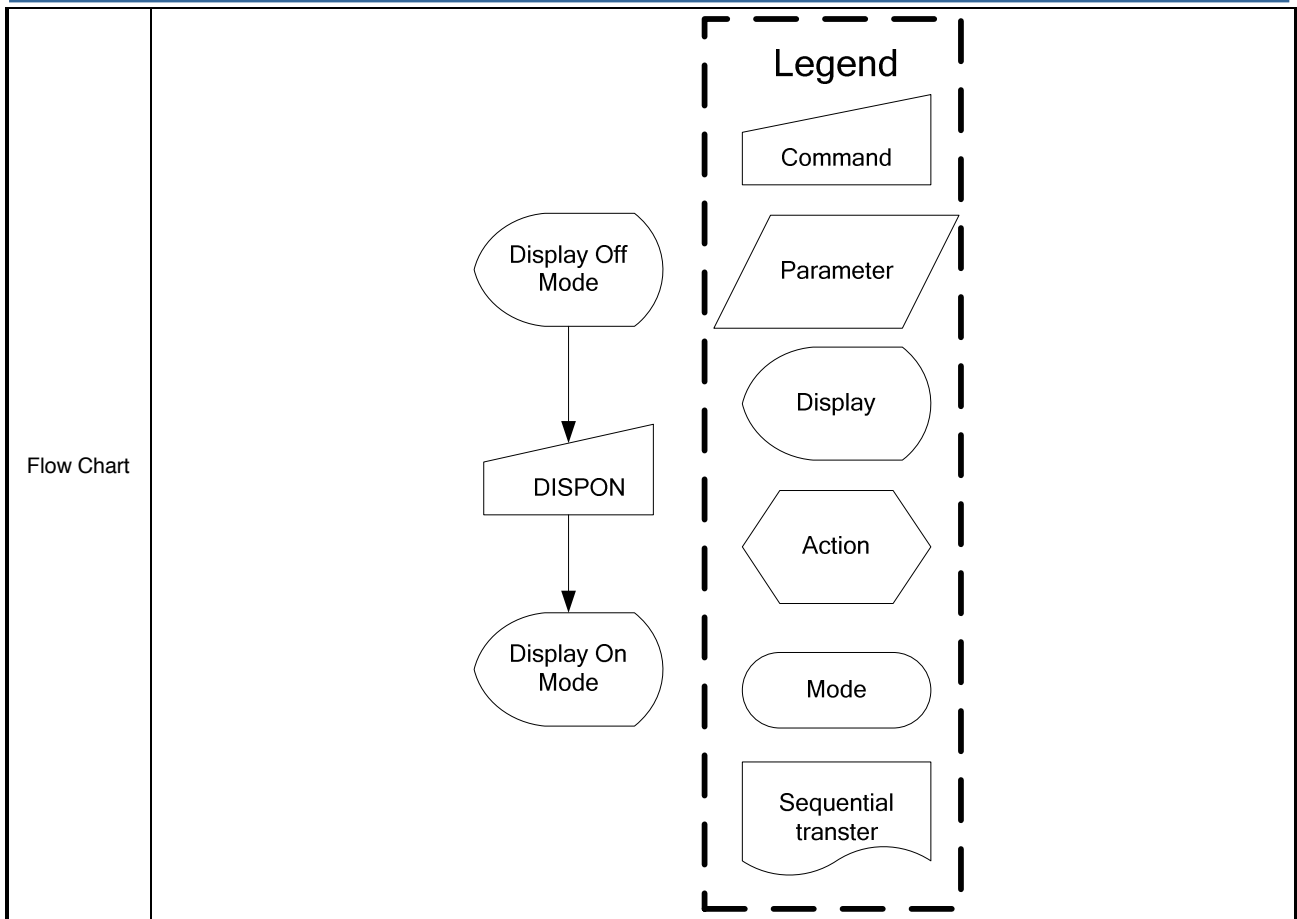 Flow Chart
Display Off
Mode
DISPON
Display On
Mode
Legend
Command
Parameter
Display
Action
Mode
Sequential
transter